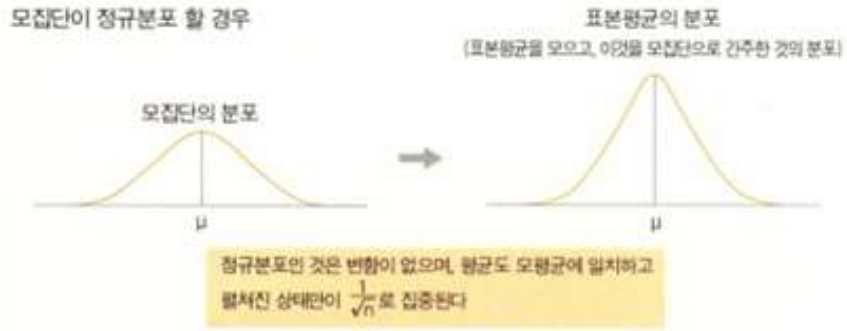 모집단이 정규분포 할 경우
표본평균의 분포
(표본평균을 모으고, 이것을 모집단으로 간주한 것의 분포)
모집단의 분포
μ
μ
정규분포인 것은 변함이 없으며, 평균도 모평균에 일치하고
펼쳐진 상태만이 1/√n로 집중된다